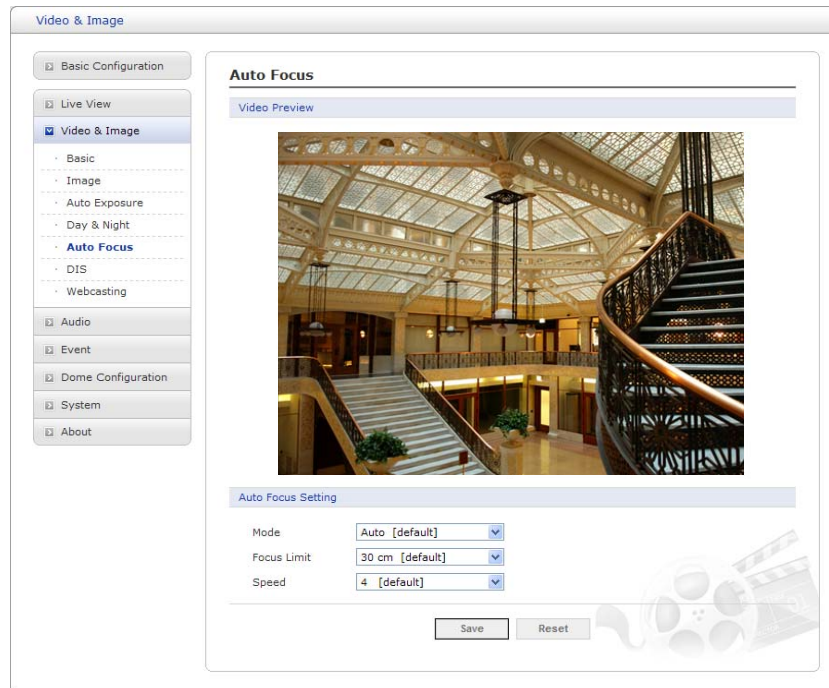 Video & Image
Basic Configuration
Live View
Video & Image
Basic
Image
Auto Exposure
Day & Night
Auto Focus
DIS
Webcasting
Audio
Event
Dome Configuration
System
About
Auto Focus
Video Preview
Auto Focus Setting
Mode Auto [default]
Focus Limit 30 cm [default]
Speed 4 [default]
Save Reset